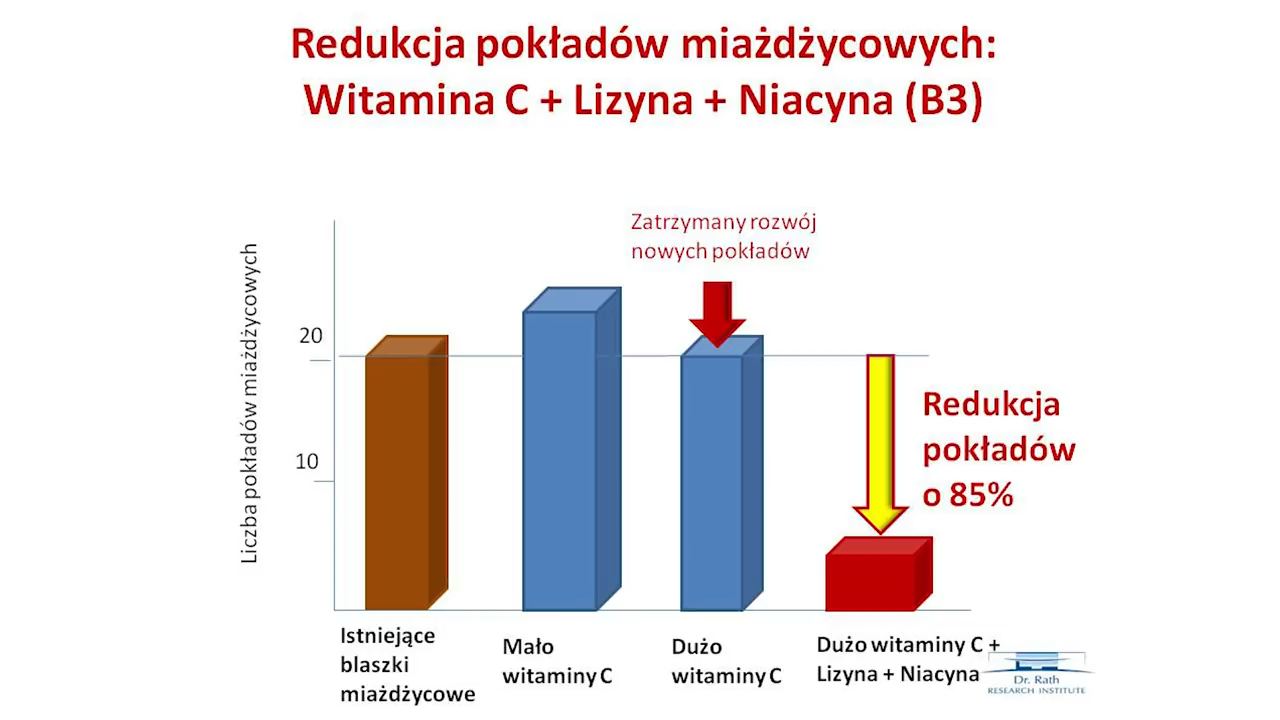 Redukcja pokładów miażdżycowych:
Witamina C + Lizyna + Niacyna (B3)
Zatrzymany rozwój
nowych pokładów
Liczba pokładów miażdżycowych
20
10
Redukcja
pokładów
o 85%
Istniejące
blaszki
miażdżycowe
Mało
witaminy C
Dużo
witaminy C
Dużo witaminy C +
Lizyna + Niacyna
Dr. Rath
RESEARCH INSTITUTE